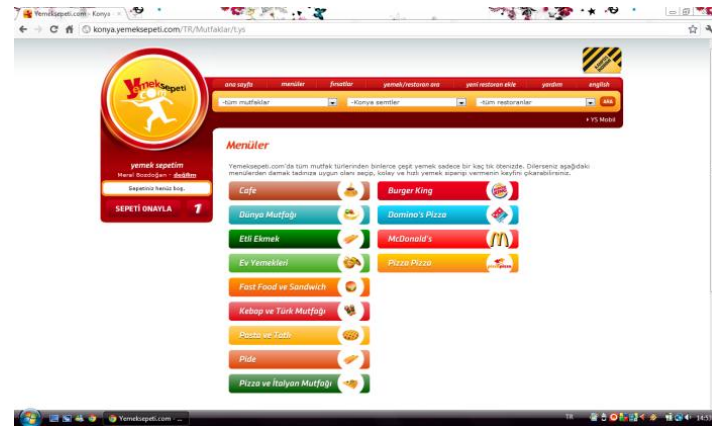 Yemeksepeti.com - Konya
konya.yemeksepeti.com/TR/Mutfaklar/t.ys
Yemeksepeti
ana sayfa menüler fırsatlar yemek/restoran ara yeni restoran ekle yardım english
-tüm mutfaklar -Konya semtler -tüm restoranlar ARA
YS Mobil
yemek sepetim
Meral Bozdoğan - değilim
Sepetiniz henüz boş.
SEPETİ ONAYLA
Menüler
Yemeksepeti.com'da tüm mutfak türlerinden binlerce çeşit yemek sadece bir kaç tık ötenizde. Dilerseniz aşağıdaki
menülerden damak tadınıza uygun olanı seçip, kolay ve hızlı yemek siparişi vermenin keyfini çıkarabilirsiniz.
Cafe
Burger King
Dünya Mutfağı
Domino's Pizza
Etli Ekmek
McDonald's
Ev Yemekleri
Pizza Pizza
Fast Food ve Sandwich
Kebap ve Türk Mutfağı
Pasta ve Tatlı
Pide
Pizza ve İtalyan Mutfağı
Yemeksepeti.com - ...
TR
14:53